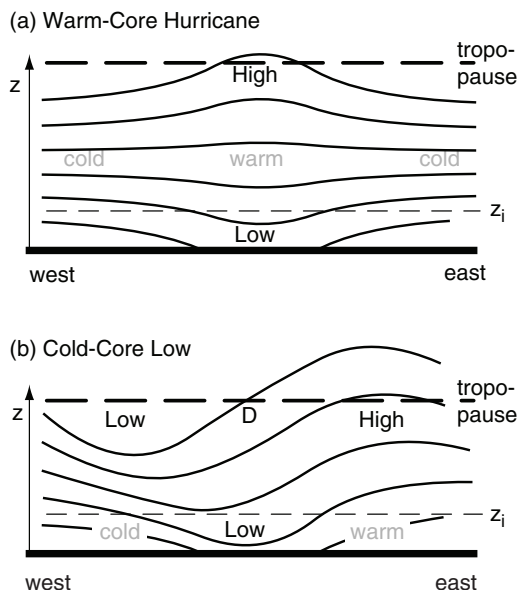 (a) Warm-Core Hurricane
tropo-
pause
High
z
cold warm cold
z_i
Low
west east
(b) Cold-Core Low
tropo-
pause
Low D High
z
z_i
cold Low warm
west east